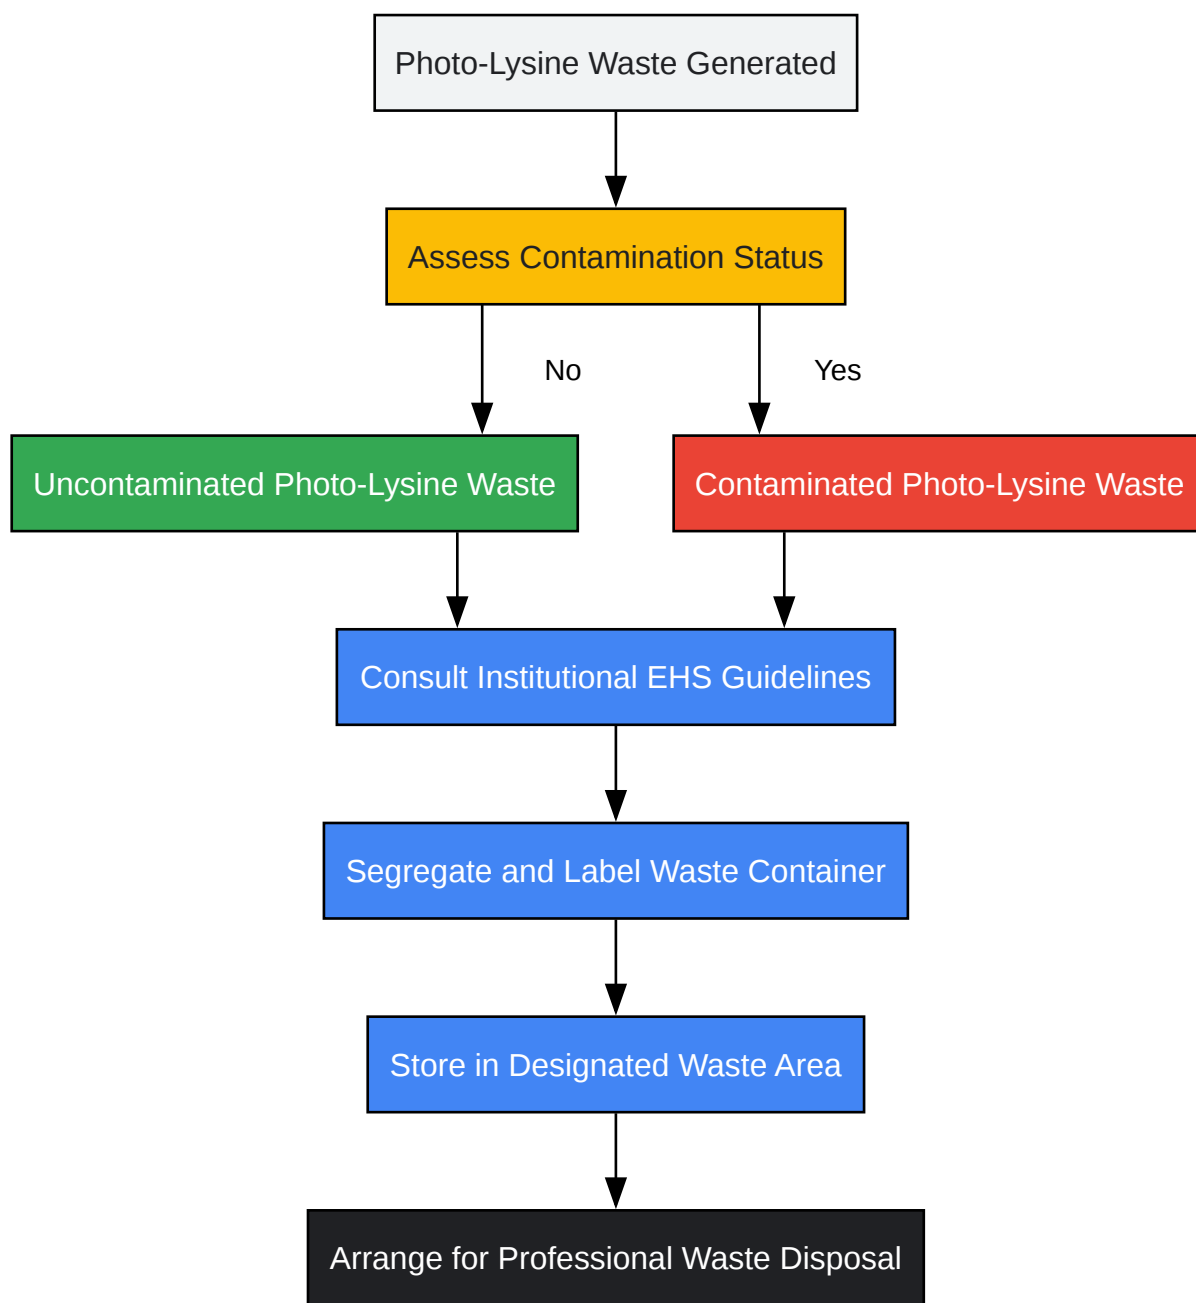 Photo-Lysine Waste Generated
Assess Contamination Status
No
Yes
Uncontaminated Photo-Lysine Waste
Contaminated Photo-Lysine Waste
Consult Institutional EHS Guidelines
Segregate and Label Waste Container
Store in Designated Waste Area
Arrange for Professional Waste Disposal